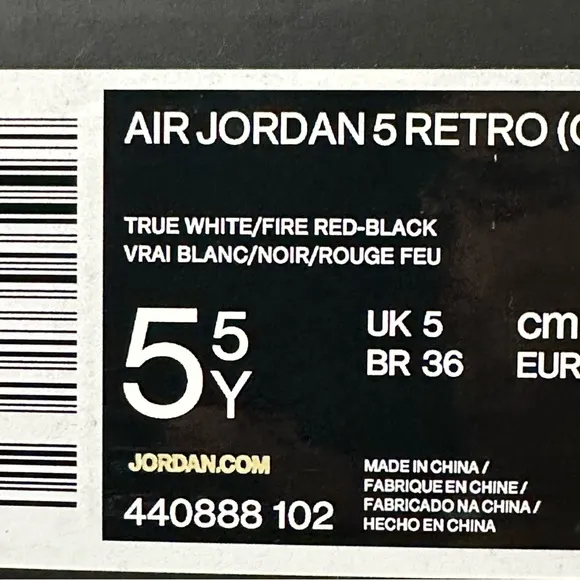 AIR JORDAN 5 RETRO (
TRUE WHITE/FIRE RED-BLACK
VRAI BLANC/NOIR/ROUGE FEU
5 5Y
UK 5 cm
BR 36 EUR
JORDAN.COM
440888 102
MADE IN CHINA /
FABRIQUE EN CHINE /
FABRICADO NA CHINA /
HECHO EN CHINA